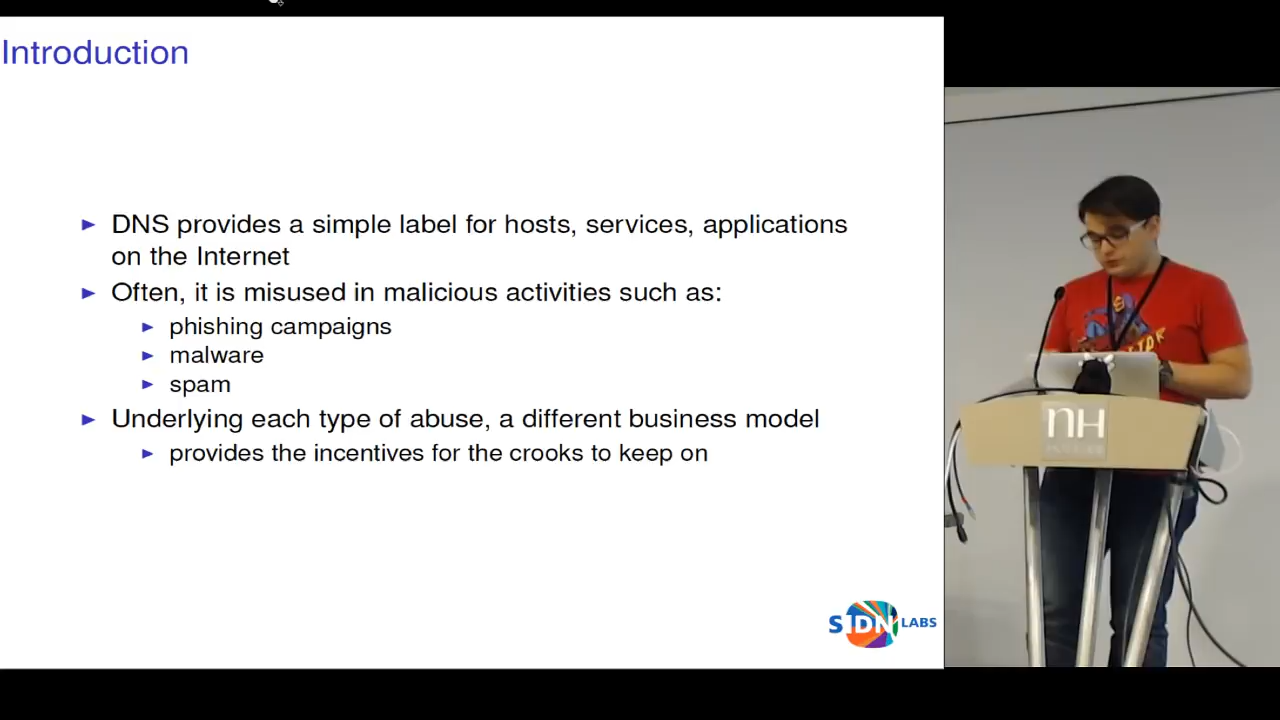 Introduction
DNS provides a simple label for hosts, services, applications
on the Internet
Often, it is misused in malicious activities such as:
phishing campaigns
malware
spam
Underlying each type of abuse, a different business model
provides the incentives for the crooks to keep on
SIDN LABS
nH